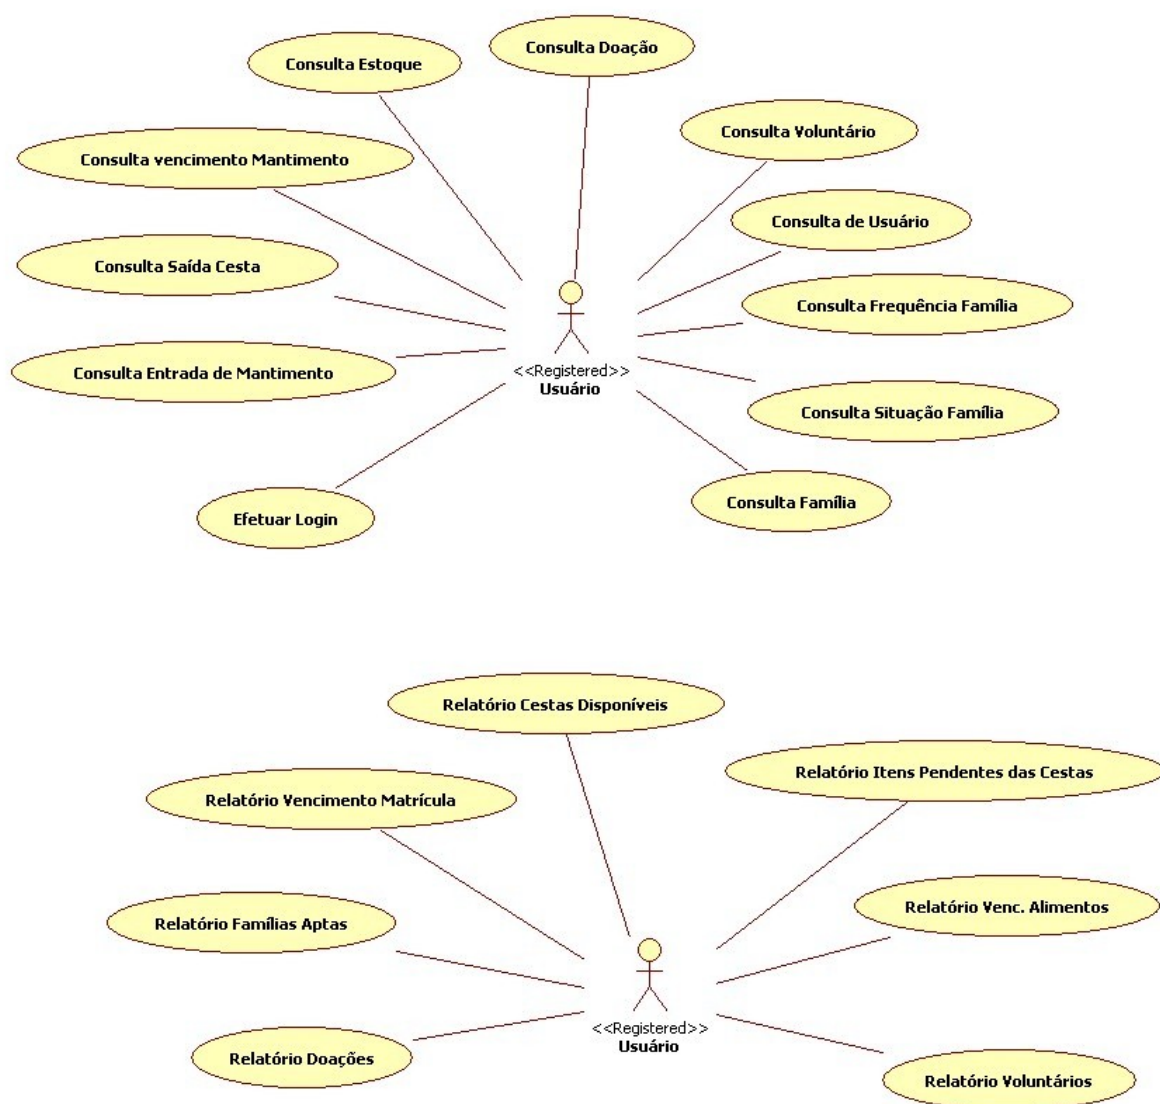 Consulta Doação
Consulta Estoque
Consulta Voluntário
Consulta vencimento Mantimento
Consulta de Usuário
Consulta Saída Cesta
Consulta Frequência Família
Consulta Entrada de Mantimento
<<Registered>>
Usuário
Consulta Situação Família
Consulta Família
Efetuar Login
Relatório Cestas Disponíveis
Relatório Itens Pendentes das Cestas
Relatório Vencimento Matrícula
Relatório Venc. Alimentos
Relatório Famílias Aptas
<<Registered>>
Usuário
Relatório Doações
Relatório Voluntários